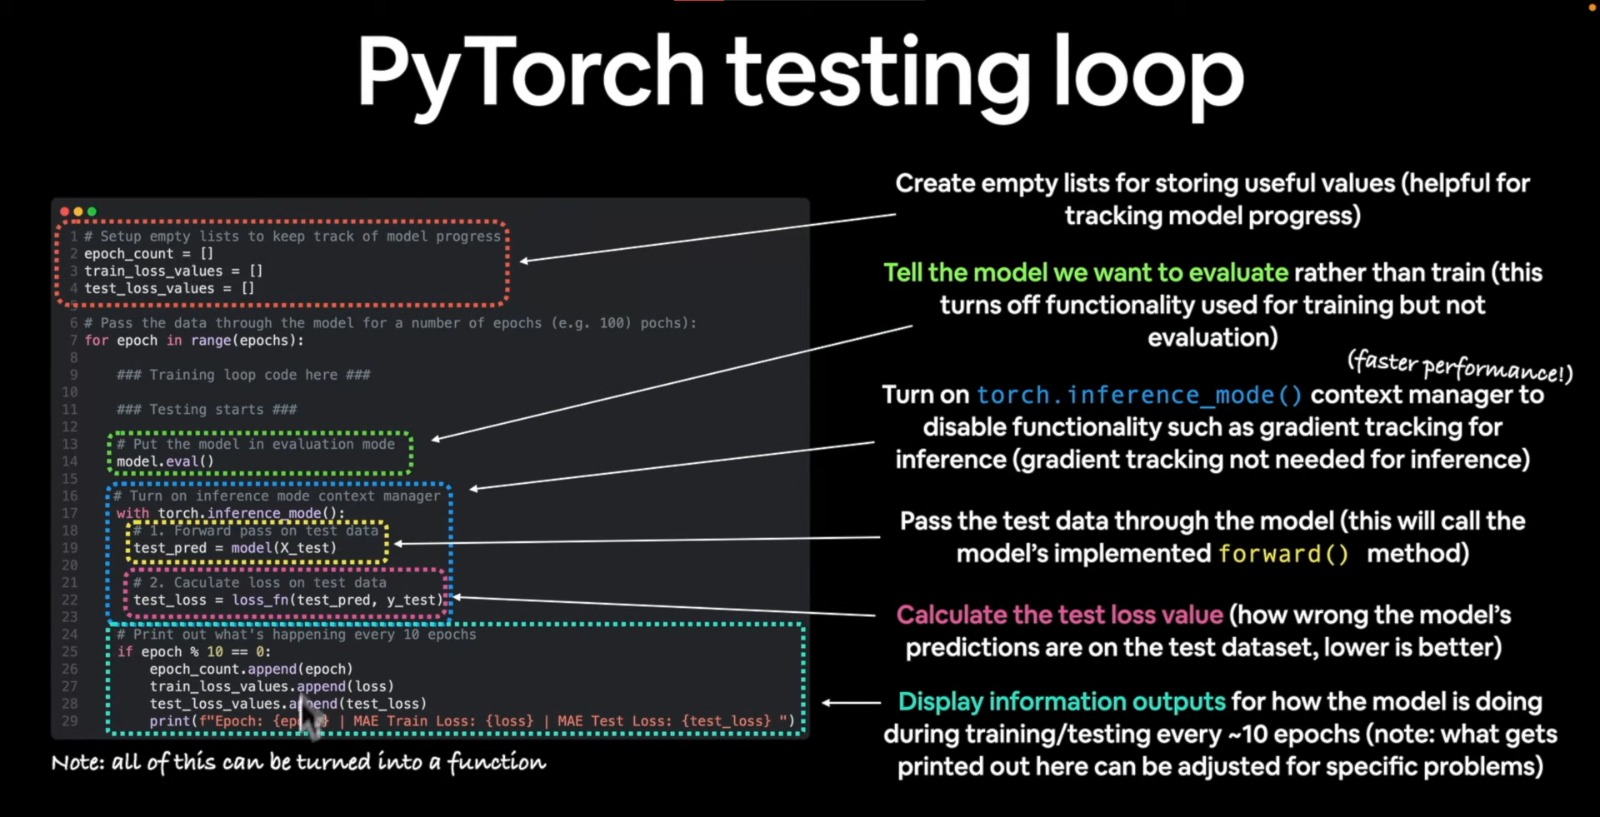 PyTorch testing loop
1 # Setup empty lists to keep track of model progress
2 epoch_count = []
3 train_loss_values = []
4 test_loss_values = []
5
6 # Pass the data through the model for a number of epochs (e.g. 100) pochs):
7 for epoch in range(epochs):
8
9 ### Training loop code here ###
10
11 ### Testing starts ###
12
13 # Put the model in evaluation mode
14 model.eval()
15
16 # Turn on inference mode context manager
17 with torch.inference_mode():
18 # 1. Forward pass on test data
19 test_pred = model(X_test)
20
21 # 2. Caculate loss on test data
22 test_loss = loss_fn(test_pred, y_test)
23
24 # Print out what's happening every 10 epochs
25 if epoch % 10 == 0:
26 epoch_count.append(epoch)
27 train_loss_values.append(loss)
28 test_loss_values.append(test_loss)
29 print(f"Epoch: {epoch} | MAE Train Loss: {loss} | MAE Test Loss: {test_loss} ")
Note: all of this can be turned into a function
Create empty lists for storing useful values (helpful for
tracking model progress)
Tell the model we want to evaluate rather than train (this
turns off functionality used for training but not
evaluation)
(faster performance!)
Turn on torch.inference_mode() context manager to
disable functionality such as gradient tracking for
inference (gradient tracking not needed for inference)
Pass the test data through the model (this will call the
model's implemented forward() method)
Calculate the test loss value (how wrong the model's
predictions are on the test dataset, lower is better)
Display information outputs for how the model is doing
during training/testing every ~10 epochs (note: what gets
printed out here can be adjusted for specific problems)